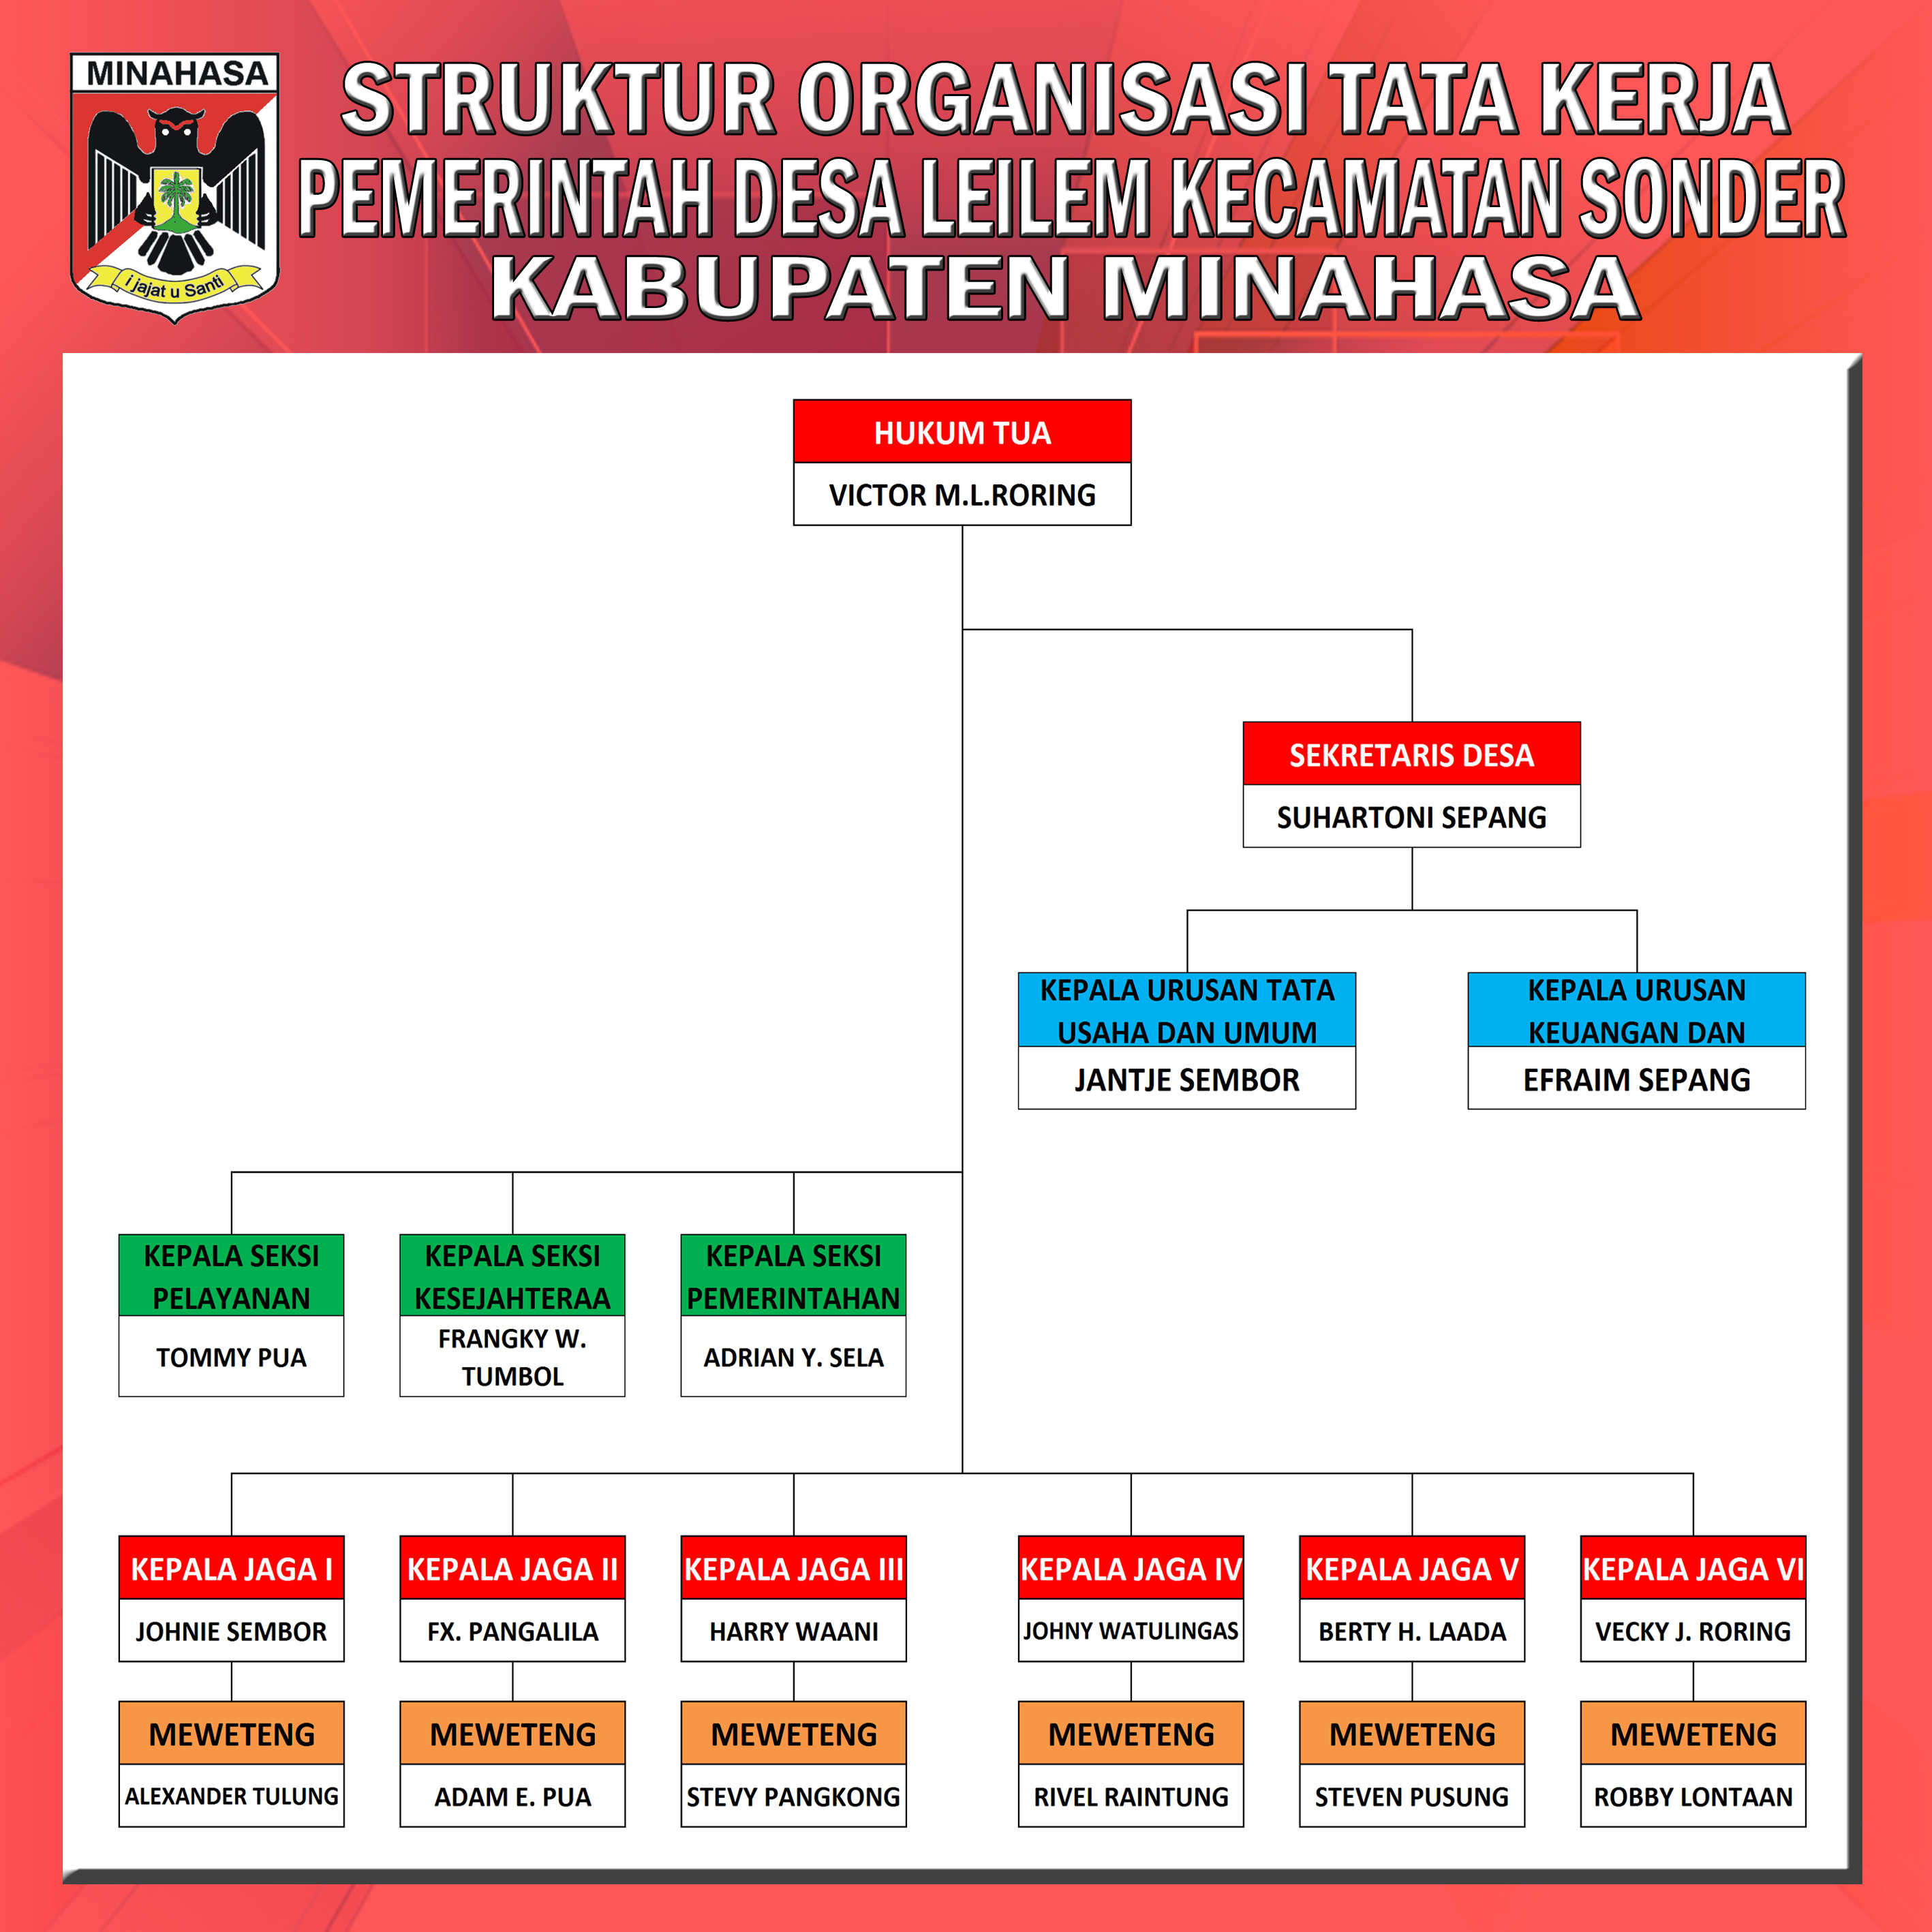 MINAHASA
i jajat u Santi
STRUKTUR ORGANISASI TATA KERJA
PEMERINTAH DESA LEILEM KECAMATAN SONDER
KABUPATEN MINAHASA
HUKUM TUA
VICTOR M.L.RORING
SEKRETARIS DESA
SUHARTONI SEPANG
KEPALA URUSAN TATA
USAHA DAN UMUM
JANTJE SEMBOR
KEPALA URUSAN
KEUANGAN DAN
EFRAIM SEPANG
KEPALA SEKSI
PELAYANAN
TOMMY PUA
KEPALA SEKSI
KESEJAHTERAA
FRANGKY W.
TUMBOL
KEPALA SEKSI
PEMERINTAHAN
ADRIAN Y. SELA
KEPALA JAGA I
JOHNIE SEMBOR
KEPALA JAGA II
FX. PANGALILA
KEPALA JAGA III
HARRY WAANI
KEPALA JAGA IV
JOHNY WATULINGAS
KEPALA JAGA V
BERTY H. LAADA
KEPALA JAGA VI
VECKY J. RORING
MEWETENG
ALEXANDER TULUNG
MEWETENG
ADAM E. PUA
MEWETENG
STEVY PANGKONG
MEWETENG
RIVEL RAINTUNG
MEWETENG
STEVEN PUSUNG
MEWETENG
ROBBY LONTAAN